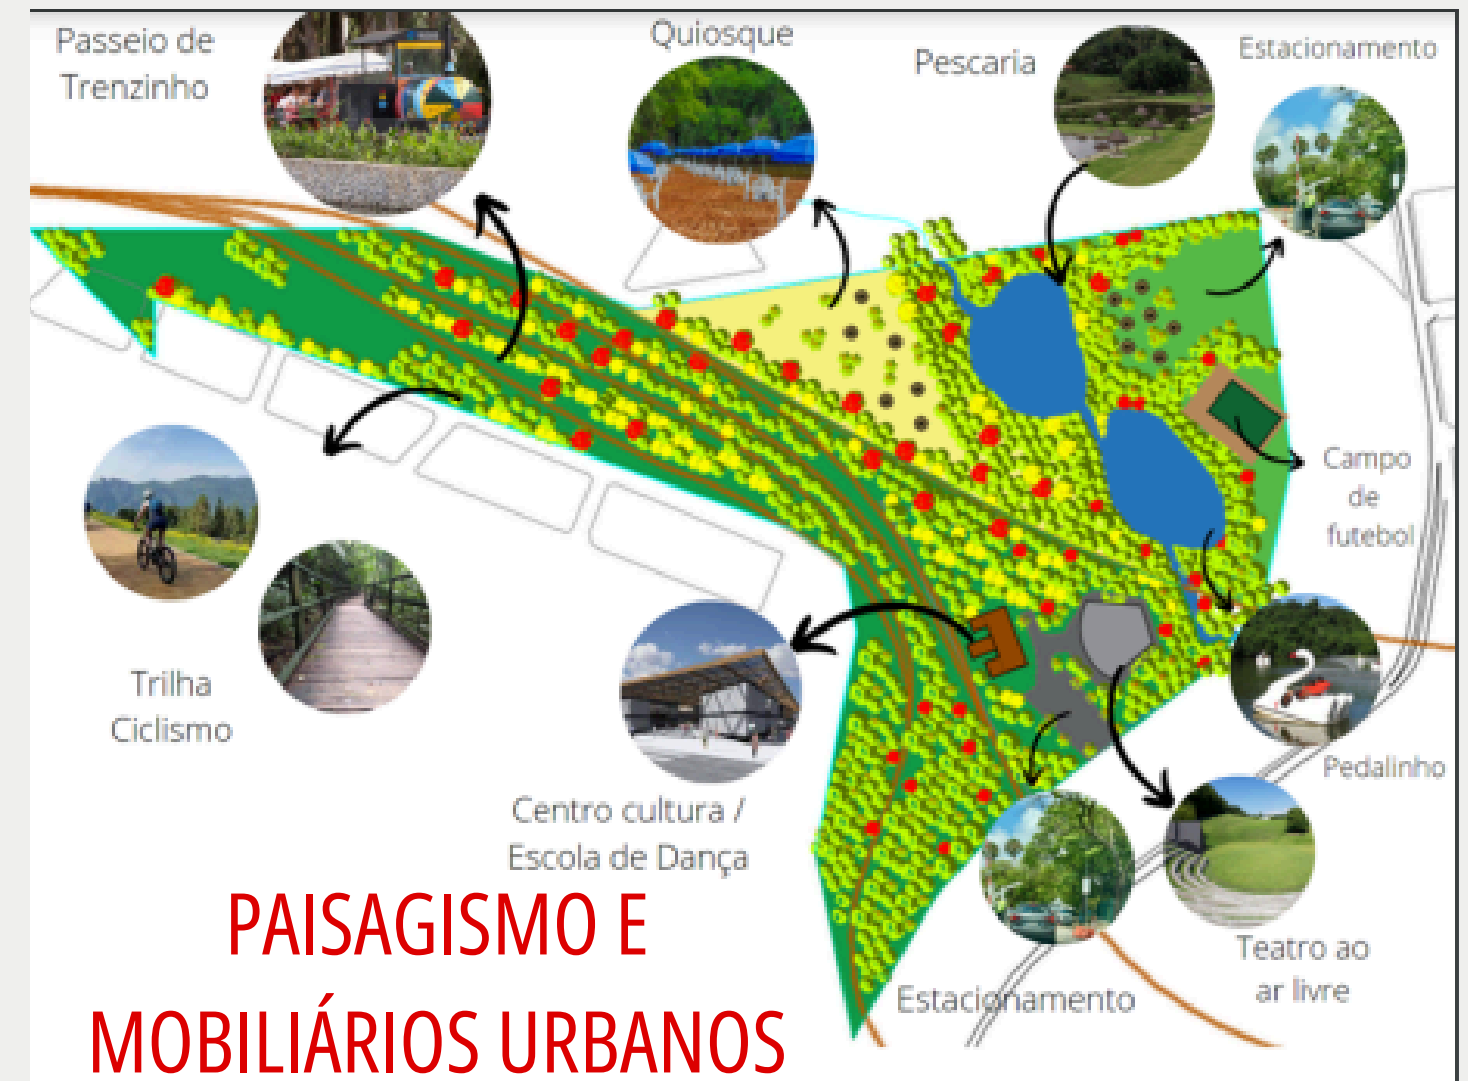 Passeio de
Trenzinho
Quiosque
Pescaria
Estacionamento
Campo
de
futebol
Trilha
Ciclismo
Centro cultura /
Escola de Dança
Pedalinho
Teatro ao
ar livre
Estacionamento
PAISAGISMO E
MOBILIÁRIOS URBANOS